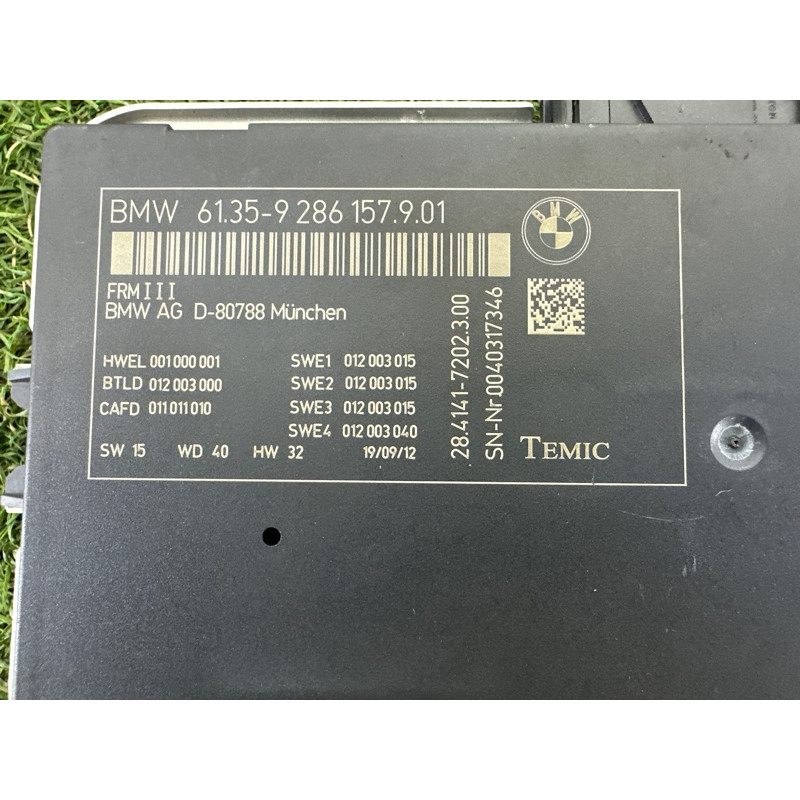 BMW 61.35-9 286 157.9.01
BMW
FRMIII
BMW AG D-80788 München
HWEL 001 000 001
BTLD 012 003 000
CAFD 011 011 010
SWE1 012 003 015
SWE2 012 003 015
SWE3 012 003 015
SWE4 012 003 040
SW 15 WD 40 HW 32 19/09/12
28.4141-7202.3.00
SN-Nr.0040317346
TEMIC